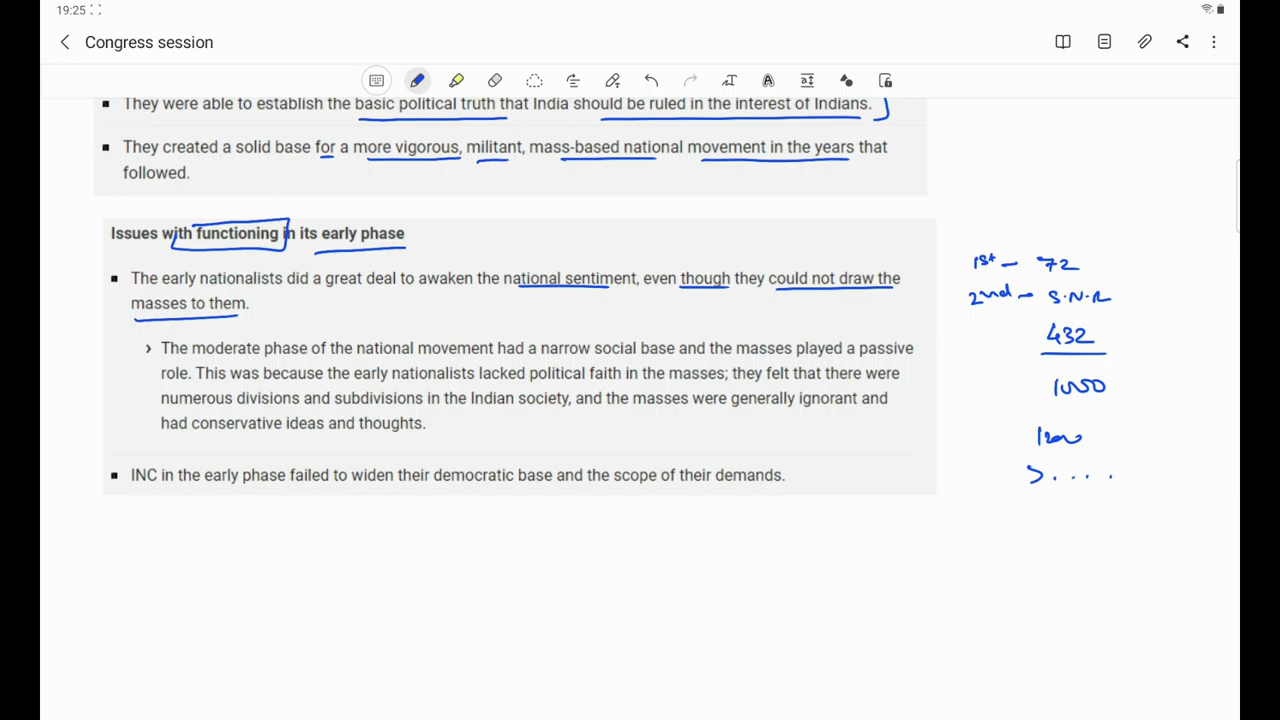 19:25
Congress session
They were able to establish the basic political truth that India should be ruled in the interest of Indians.
They created a solid base for a more vigorous, militant, mass-based national movement in the years that
followed.
Issues with functioning in its early phase
The early nationalists did a great deal to awaken the national sentiment, even though they could not draw the
masses to them.
The moderate phase of the national movement had a narrow social base and the masses played a passive
role. This was because the early nationalists lacked political faith in the masses; they felt that there were
numerous divisions and subdivisions in the Indian society, and the masses were generally ignorant and
had conservative ideas and thoughts.
INC in the early phase failed to widen their democratic base and the scope of their demands.
1st - 72
2nd - S.N.R
432